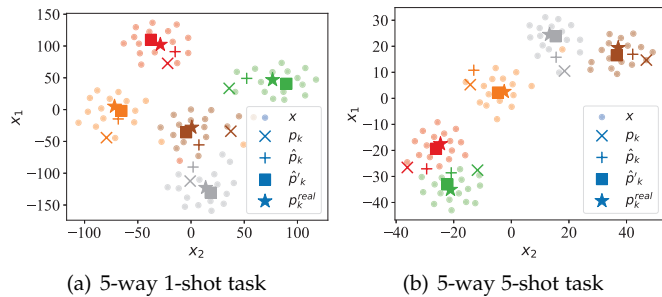 150
100
50
0
−50
−100
−150
x₁
−100
−50
0
50
100
x₂
x
pₖ
p̂ₖ
p̂′ₖ
pₖʳᵉᵃˡ
(a) 5-way 1-shot task
30
20
10
0
−10
−20
−30
−40
x₁
−40
−20
0
20
40
x₂
x
pₖ
p̂ₖ
p̂′ₖ
pₖʳᵉᵃˡ
(b) 5-way 5-shot task